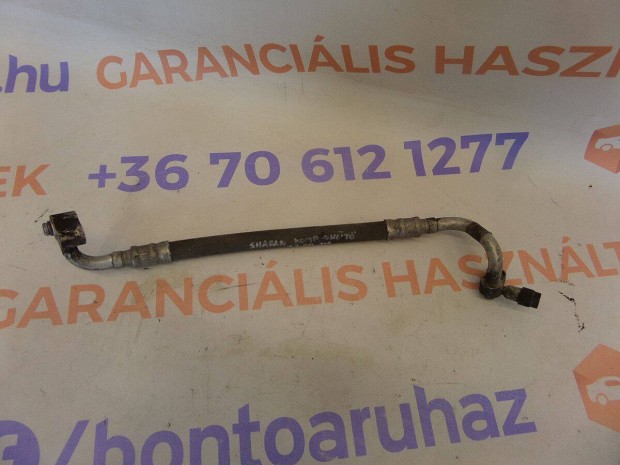 .hu GARANCIÁLIS HASZN
EK +36 70 612 1277
SHARAN
GARANCIÁLIS HASZNÁLT
/bontoaruhaz